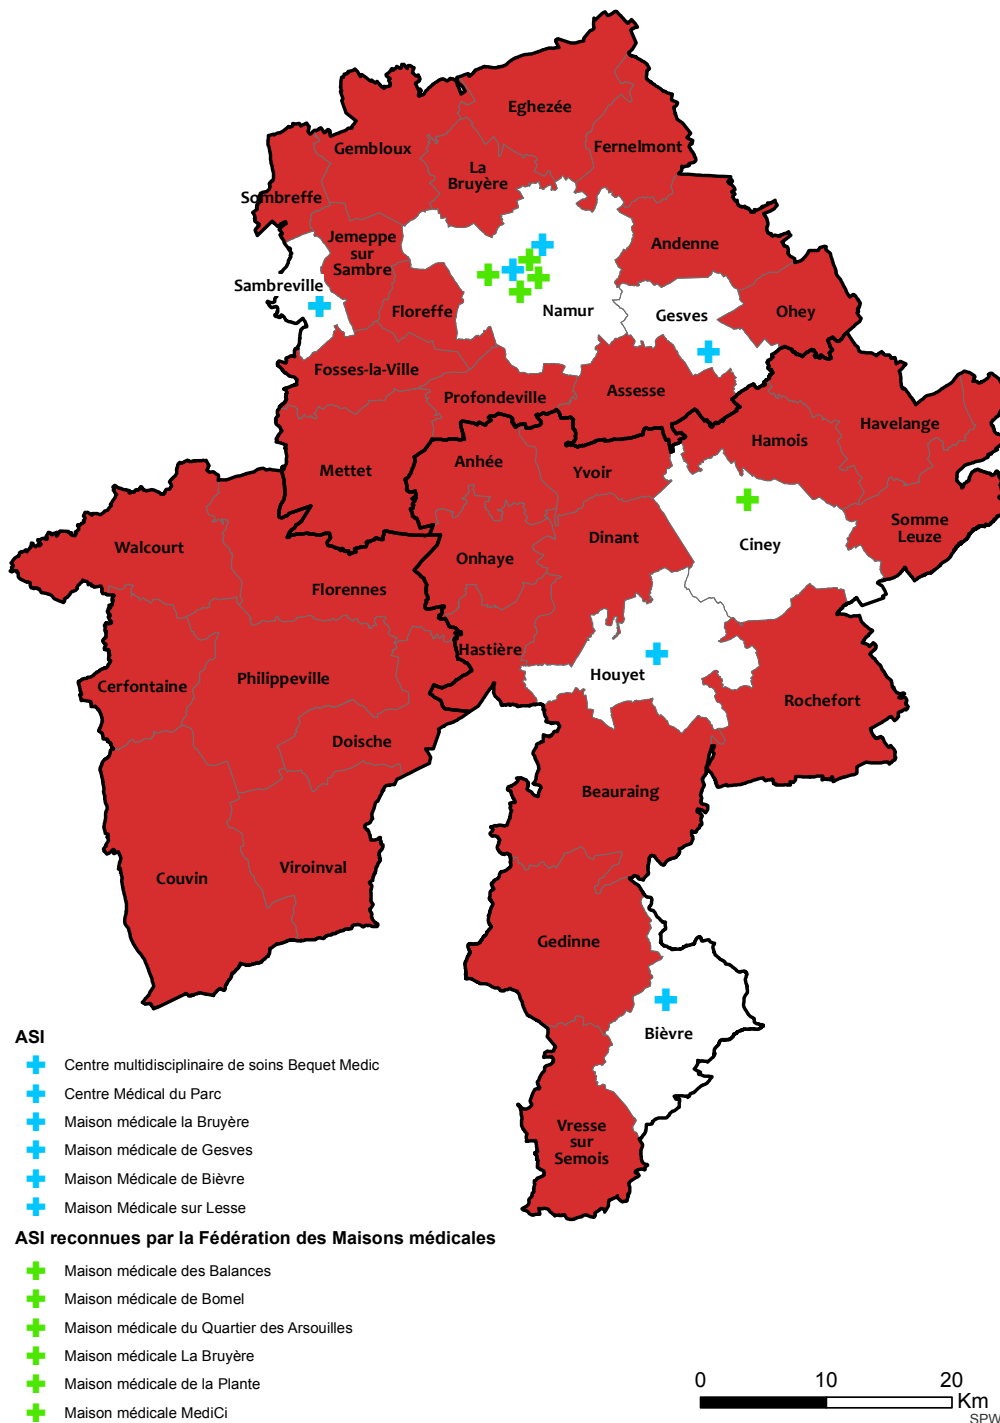 Eghezée
Gembloux
Fernelmont
La
Bruyère
Sombreffe
Jemeppe
sur
Sambre
Andenne
Sambreville
Floreffe
Namur
Gesves
Ohey
Fosses-la-Ville
Profondeville
Assesse
Havelange
Hamois
Mettet
Anhée
Yvoir
Somme
Leuze
Walcourt
Onhaye
Dinant
Ciney
Florennes
Hastière
Cerfontaine
Philippeville
Houyet
Rochefort
Doische
Beauraing
Couvin
Viroinval
Gedinne
Bièvre
Vresse
sur
Semois
ASI
Centre multidisciplinaire de soins Bequet Medic
Centre Médical du Parc
Maison médicale la Bruyère
Maison médicale de Gesves
Maison Médicale de Bièvre
Maison Médicale sur Lesse
ASI reconnues par la Fédération des Maisons médicales
Maison médicale des Balances
Maison médicale de Bomel
Maison médicale du Quartier des Arsouilles
Maison médicale La Bruyère
Maison médicale de la Plante
Maison médicale MediCi
0 10 20
Km
SPW